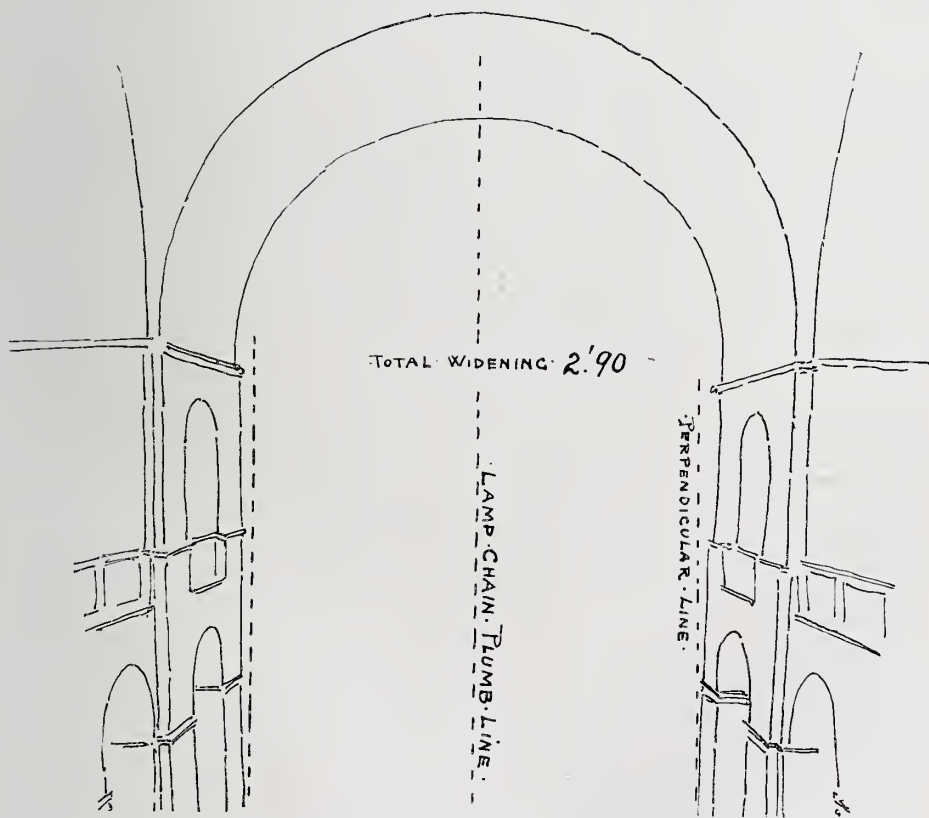 TOTAL· WIDENING· 2.'90
·LAMP·CHAIN·PLUMB·LINE·
·PERPENDICULAR·LINE·